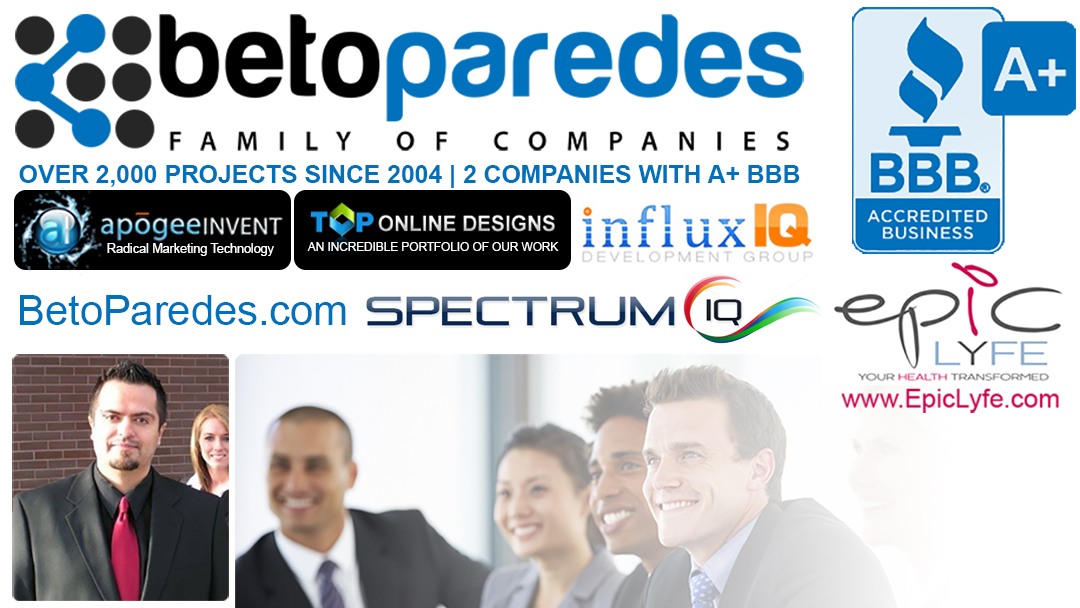 betoparedes
FAMILY OF COMPANIES
OVER 2,000 PROJECTS SINCE 2004 | 2 COMPANIES WITH A+ BBB
A+
BBB®
ACCREDITED
BUSINESS
ai apōgeeINVENT
Radical Marketing Technology
TOP ONLINE DESIGNS
AN INCREDIBLE PORTFOLIO OF OUR WORK
influxIQ
DEVELOPMENT GROUP
BetoParedes.com
SPECTRUM IQ
epic
LYFE
YOUR HEALTH TRANSFORMED
www.EpicLyfe.com